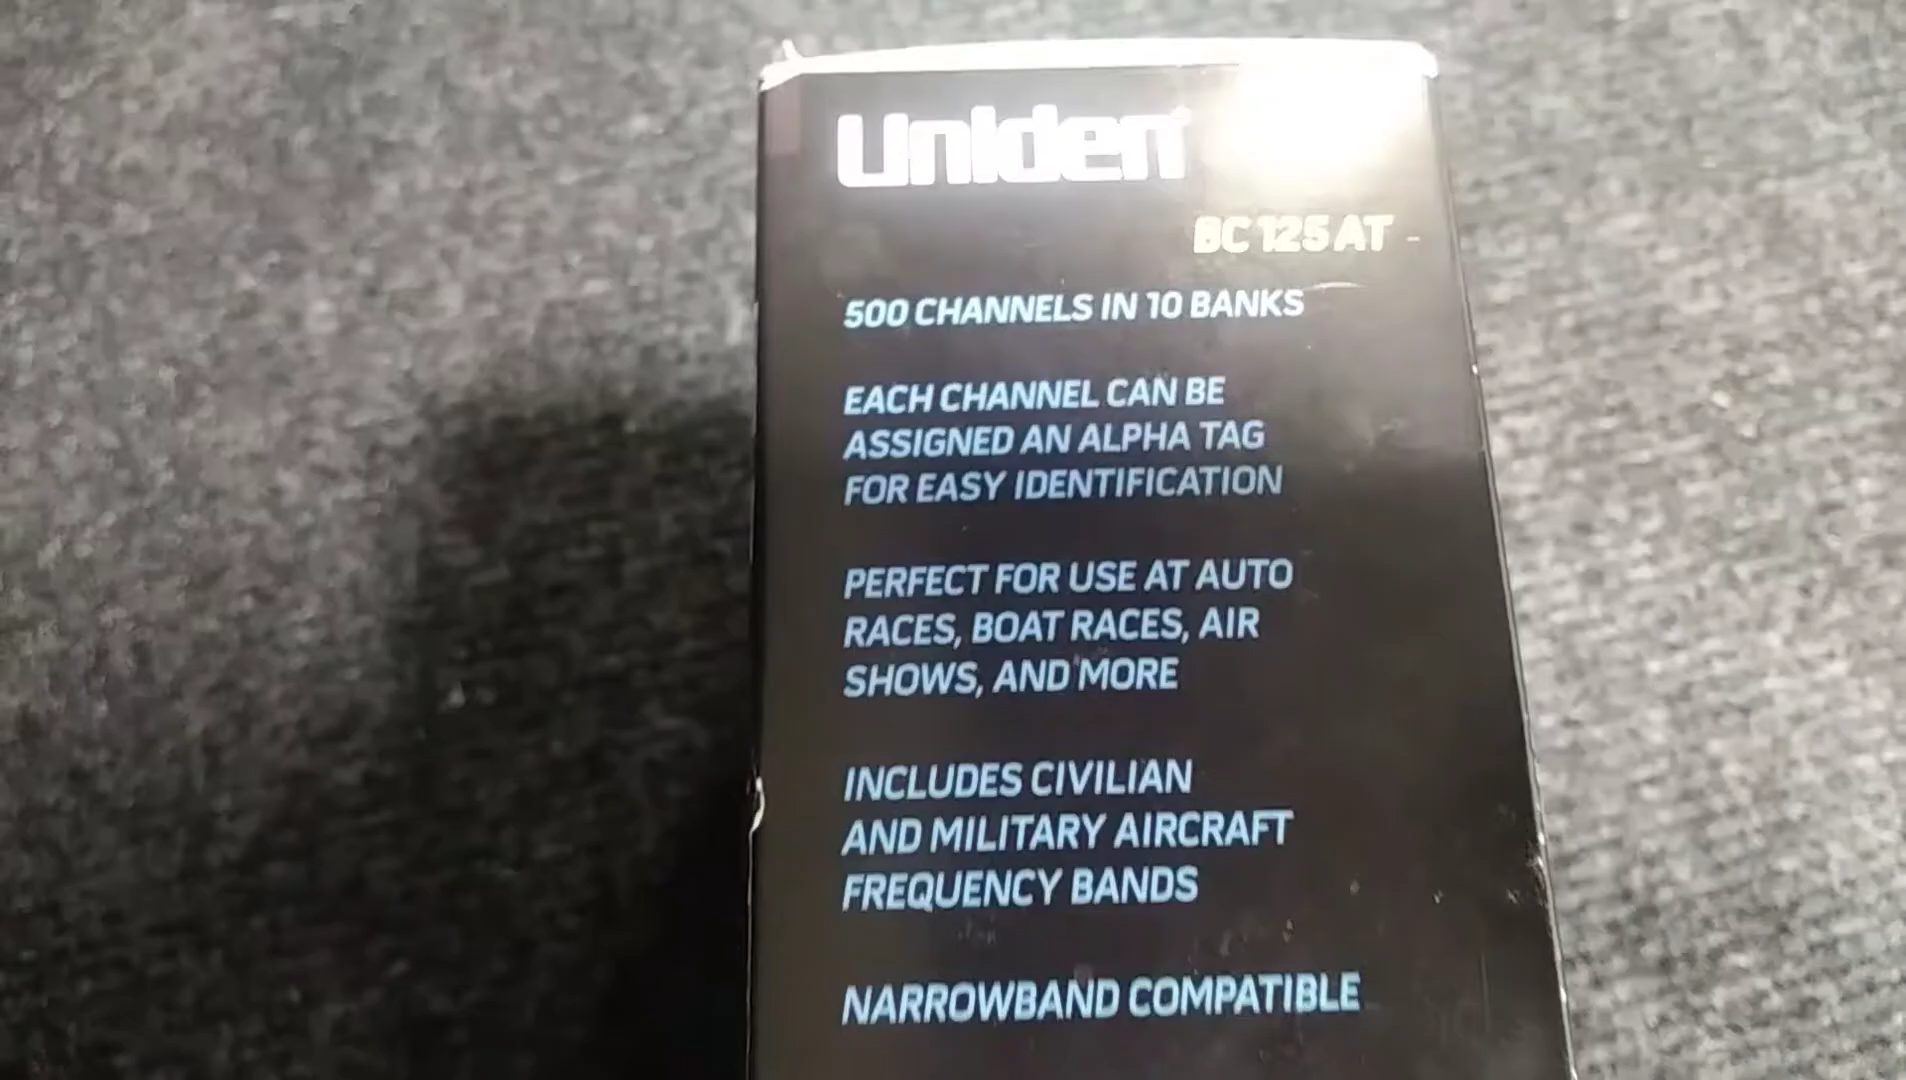 Uniden
BC125AT
500 CHANNELS IN 10 BANKS
EACH CHANNEL CAN BE
ASSIGNED AN ALPHA TAG
FOR EASY IDENTIFICATION
PERFECT FOR USE AT AUTO
RACES, BOAT RACES, AIR
SHOWS, AND MORE
INCLUDES CIVILIAN
AND MILITARY AIRCRAFT
FREQUENCY BANDS
NARROWBAND COMPATIBLE